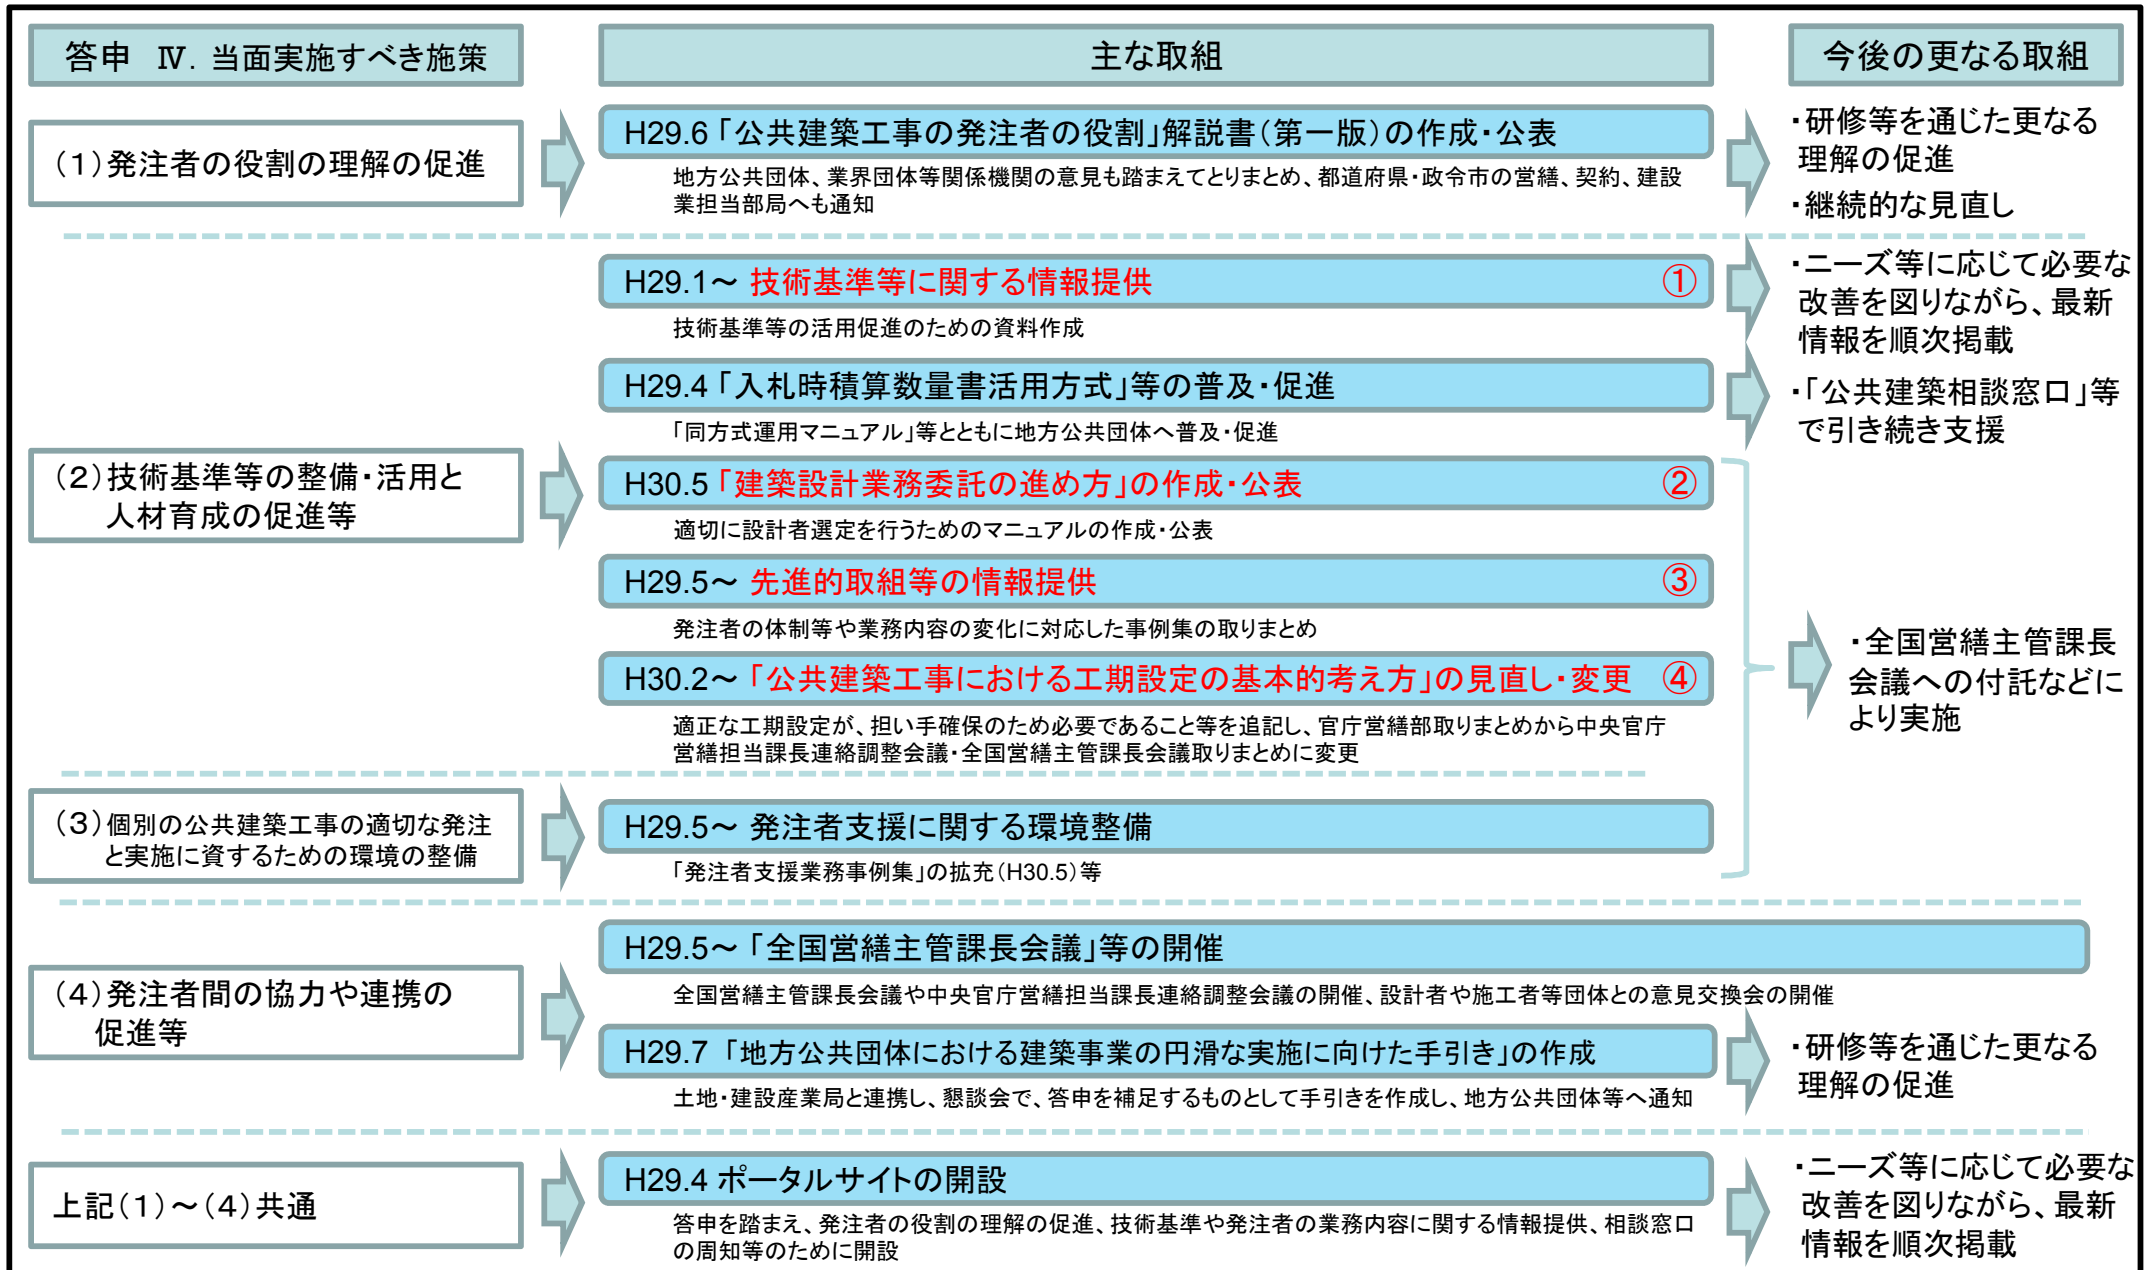 答申 Ⅳ. 当面実施すべき施策
主な取組
今後の更なる取組
(1)発注者の役割の理解の促進
H29.6「公共建築工事の発注者の役割」解説書(第一版)の作成・公表
地方公共団体、業界団体等関係機関の意見も踏まえてとりまとめ、都道府県・政令市の営繕、契約、建設
業担当部局へも通知
・研修等を通じた更なる
理解の促進
・継続的な見直し
(2)技術基準等の整備・活用と
人材育成の促進等
H29.1~ 技術基準等に関する情報提供 ①
技術基準等の活用促進のための資料作成
・ニーズ等に応じて必要な
改善を図りながら、最新
情報を順次掲載
H29.4「入札時積算数量書活用方式」等の普及・促進
「同方式運用マニュアル」等とともに地方公共団体へ普及・促進
・「公共建築相談窓口」等
で引き続き支援
H30.5「建築設計業務委託の進め方」の作成・公表 ②
適切に設計者選定を行うためのマニュアルの作成・公表
H29.5~ 先進的取組等の情報提供 ③
発注者の体制等や業務内容の変化に対応した事例集の取りまとめ
H30.2~「公共建築工事における工期設定の基本的考え方」の見直し・変更 ④
適正な工期設定が、担い手確保のため必要であること等を追記し、官庁営繕部取りまとめから中央官庁
営繕担当課長連絡調整会議・全国営繕主管課長会議取りまとめに変更
・全国営繕主管課長
会議への付託などに
より実施
(3)個別の公共建築工事の適切な発注
と実施に資するための環境の整備
H29.5~ 発注者支援に関する環境整備
「発注者支援業務事例集」の拡充(H30.5)等
(4)発注者間の協力や連携の
促進等
H29.5~「全国営繕主管課長会議」等の開催
全国営繕主管課長会議や中央官庁営繕担当課長連絡調整会議の開催、設計者や施工者等団体との意見交換会の開催
H29.7 「地方公共団体における建築事業の円滑な実施に向けた手引き」の作成
土地・建設産業局と連携し、懇談会で、答申を補足するものとして手引きを作成し、地方公共団体等へ通知
・研修等を通じた更なる
理解の促進
上記(1)~(4)共通
H29.4 ポータルサイトの開設
答申を踏まえ、発注者の役割の理解の促進、技術基準や発注者の業務内容に関する情報提供、相談窓口
の周知等のために開設
・ニーズ等に応じて必要な
改善を図りながら、最新
情報を順次掲載